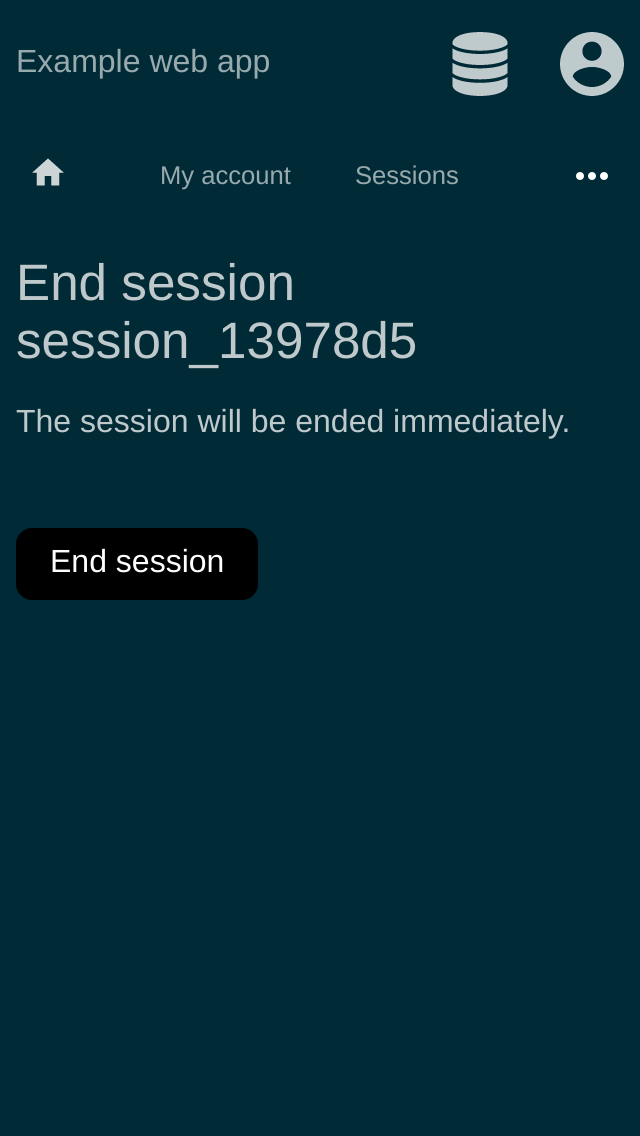 Example web app
My account Sessions
End session
session_13978d5
The session will be ended immediately.
End session